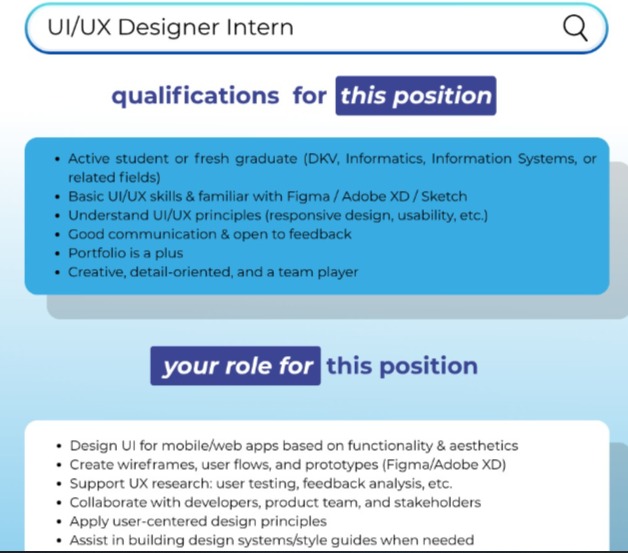 UI/UX Designer Intern
qualifications for this position
• Active student or fresh graduate (DKV, Informatics, Information Systems, or
related fields)
• Basic UI/UX skills & familiar with Figma / Adobe XD / Sketch
• Understand UI/UX principles (responsive design, usability, etc.)
• Good communication & open to feedback
• Portfolio is a plus
• Creative, detail-oriented, and a team player
your role for this position
• Design UI for mobile/web apps based on functionality & aesthetics
• Create wireframes, user flows, and prototypes (Figma/Adobe XD)
• Support UX research: user testing, feedback analysis, etc.
• Collaborate with developers, product team, and stakeholders
• Apply user-centered design principles
• Assist in building design systems/style guides when needed